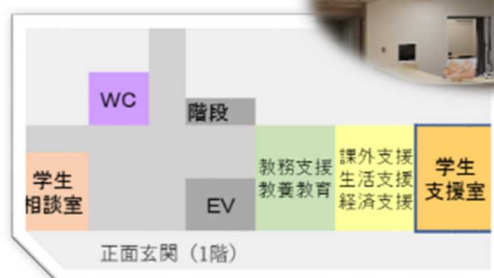 WC
階段
学生
相談室
EV
教務支援
教養教育
課外支援
生活支援
経済支援
学生
支援室
正面玄関（1階）